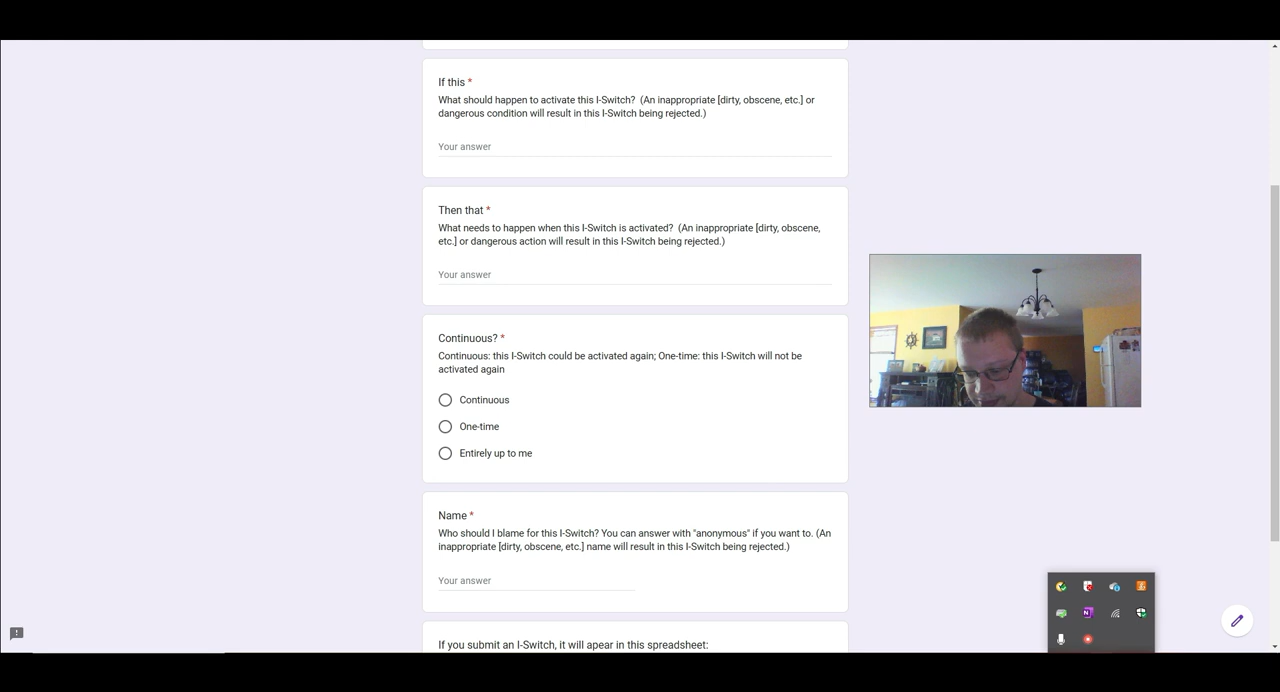 If this *
What should happen to activate this I-Switch?  (An inappropriate [dirty, obscene, etc.] or
dangerous condition will result in this I-Switch being rejected.)
Your answer
Then that *
What needs to happen when this I-Switch is activated?  (An inappropriate [dirty, obscene,
etc.] or dangerous action will result in this I-Switch being rejected.)
Your answer
Continuous? *
Continuous: this I-Switch could be activated again; One-time: this I-Switch will not be
activated again
Continuous
One-time
Entirely up to me
Name *
Who should I blame for this I-Switch? You can answer with "anonymous" if you want to. (An
inappropriate [dirty, obscene, etc.] name will result in this I-Switch being rejected.)
Your answer
If you submit an I-Switch, it will apear in this spreadsheet: